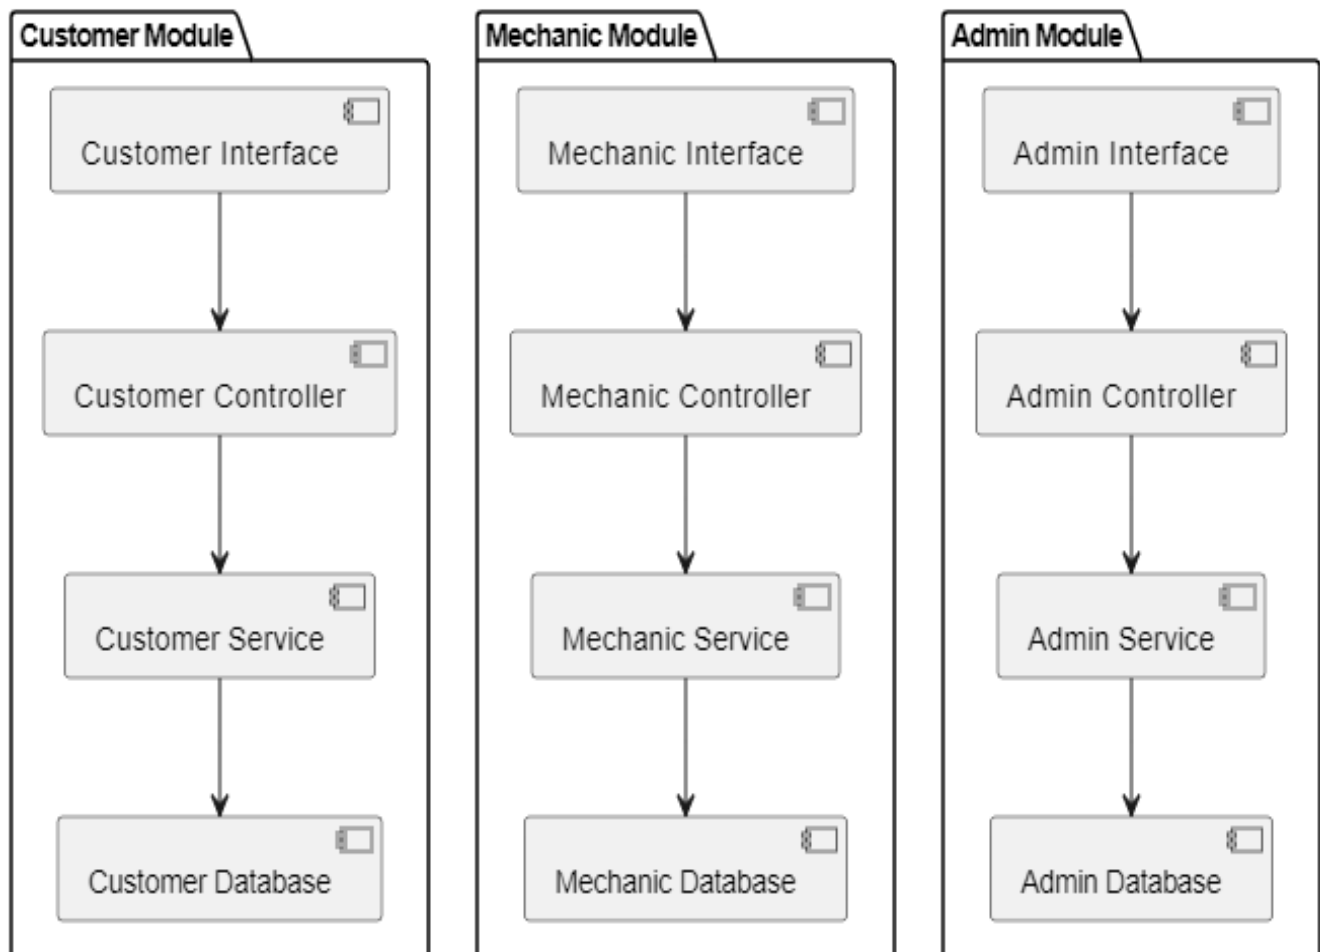 Customer Module
Mechanic Module
Admin Module
Customer Interface
Mechanic Interface
Admin Interface
Customer Controller
Mechanic Controller
Admin Controller
Customer Service
Mechanic Service
Admin Service
Customer Database
Mechanic Database
Admin Database